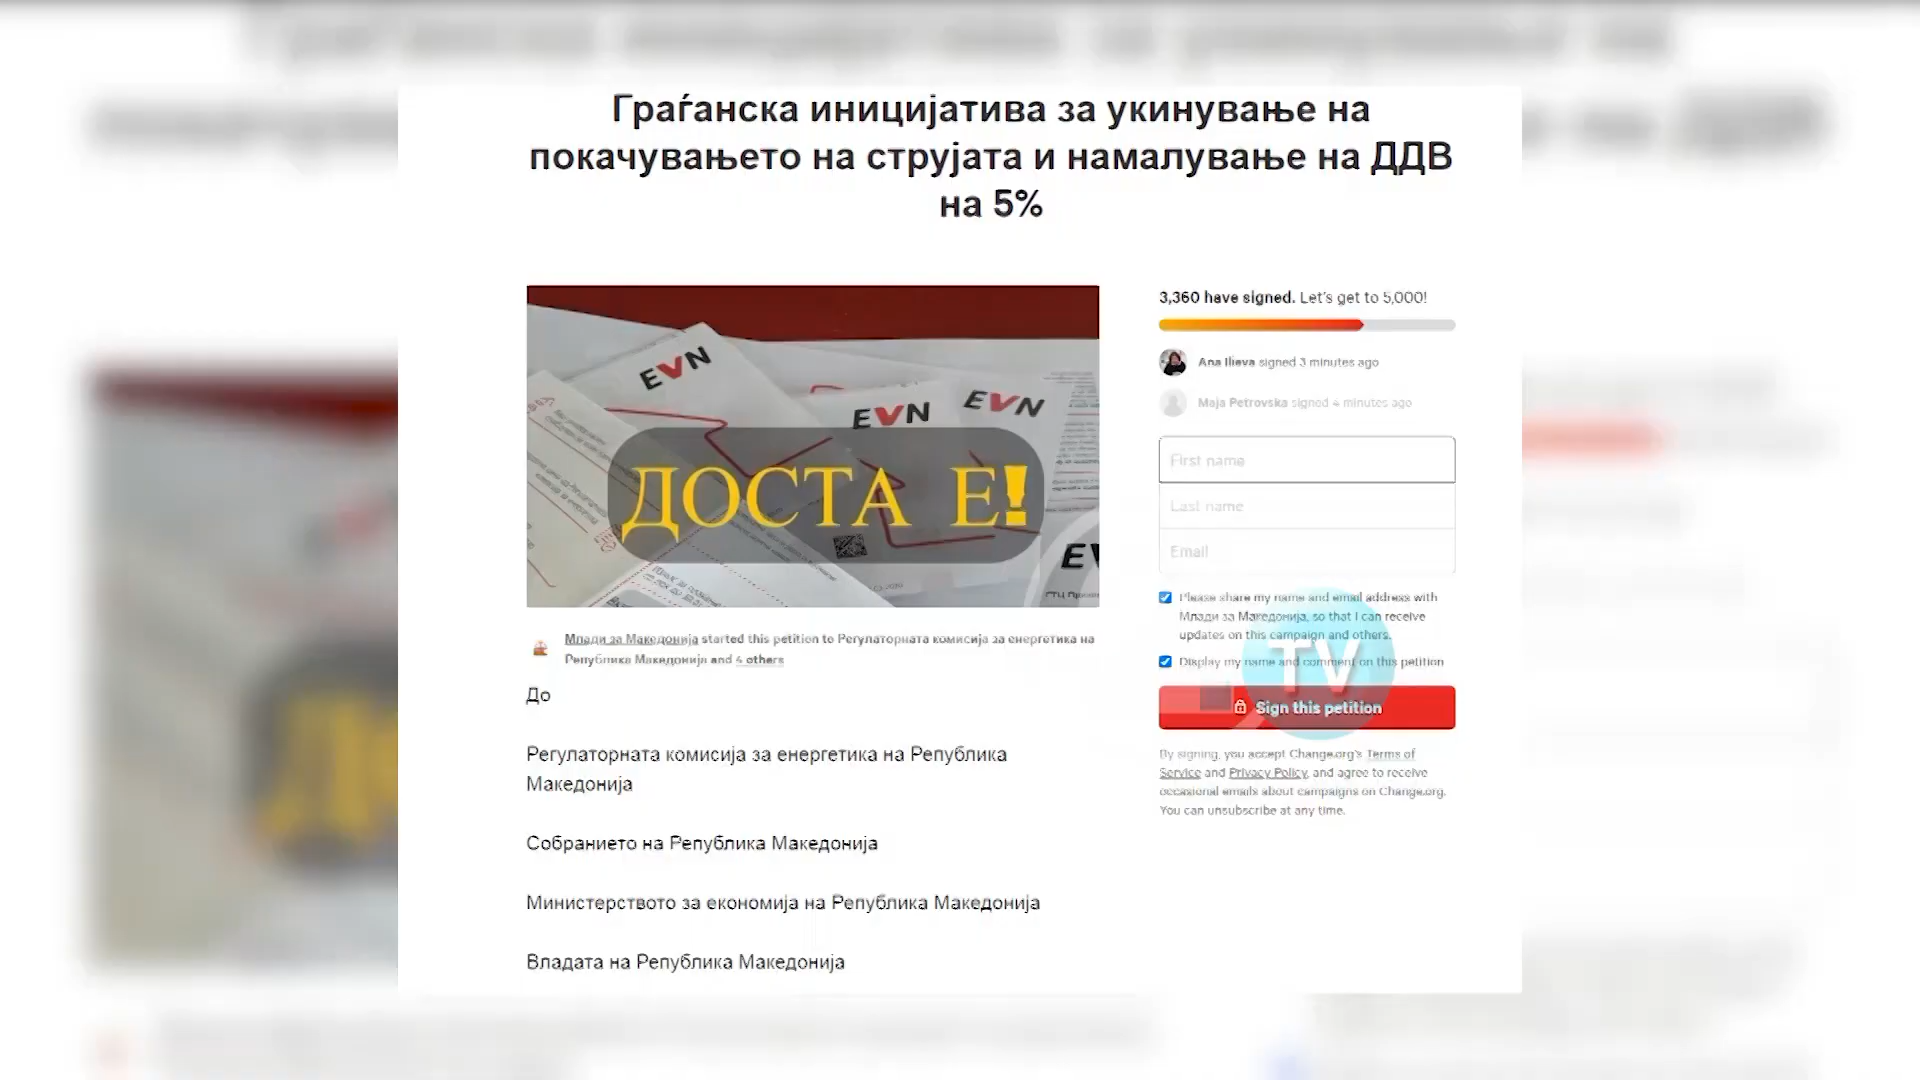 Граѓанска иницијатива за укинување на
покачувањето на струјата и намалување на ДДВ
на 5%
EVN
EVN
EVN
ДОСТА Е!
EV
Млади за Македонија started this petition to Регулаторната комисија за енергетика на
Република Македонија and 4 others
До
Регулаторната комисија за енергетика на Република
Македонија
Собранието на Република Македонија
Министерството за економија на Република Македонија
Владата на Република Македонија
3,360 have signed. Let's get to 5,000!
Ana Ilieva signed 3 minutes ago
Maja Petrovska signed 4 minutes ago
First name
Last name
Email
Please share my name and email address with
Млади за Македонија, so that I can receive
updates on this campaign and others.
Display my name and comment on this petition
TV
Sign this petition
By signing, you accept Change.org's Terms of
Service and Privacy Policy, and agree to receive
occasional emails about campaigns on Change.org.
You can unsubscribe at any time.